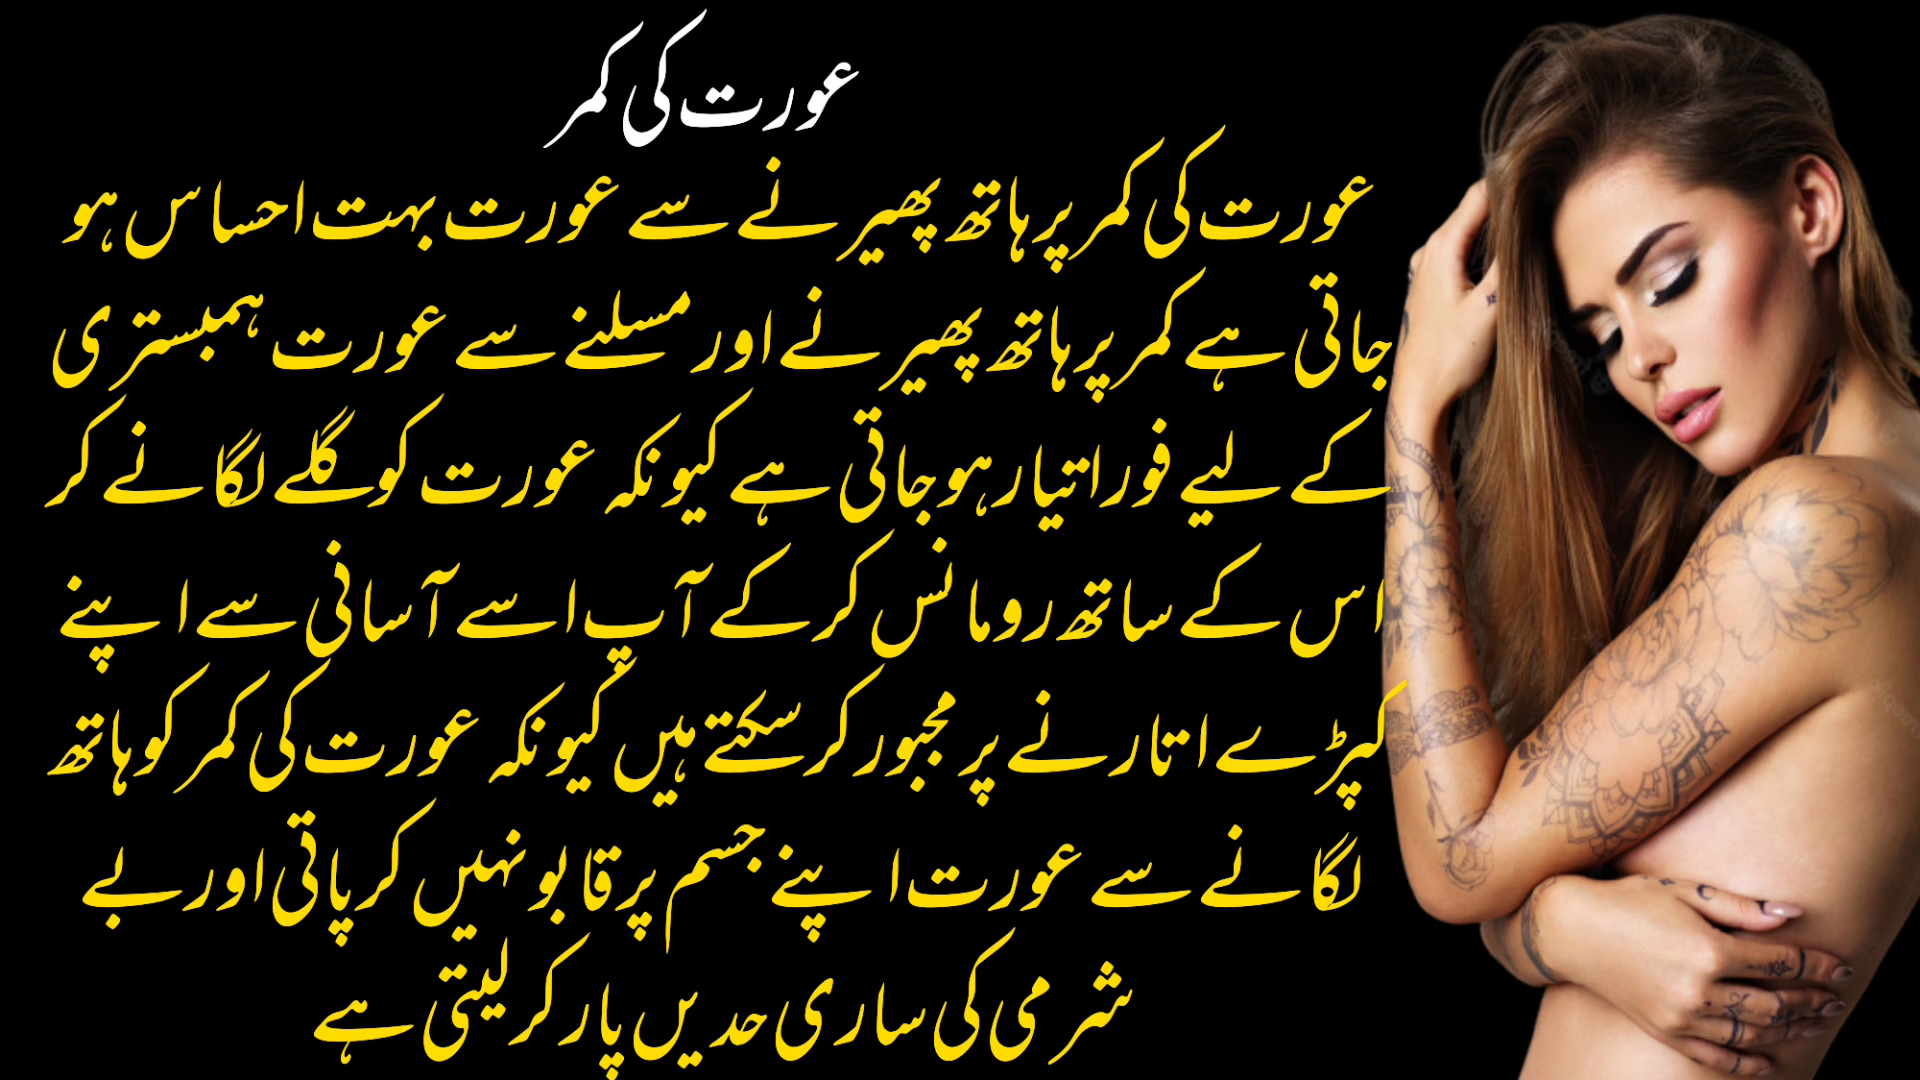 عورت کی کمر
عورت کی کمر پر ہاتھ پھیرنے سے عورت بہت احساس ہو
جاتی ہے کمر پر ہاتھ پھیرنے اور مسلنے سے عورت ہمبستری
کے لیے فورا تیار ہو جاتی ہے کیونکہ عورت کو گلے لگانے کر
اس کے ساتھ رومانس کر کے آپ اسے آسانی سے اپنے
کپڑے اتارنے پر مجبور کر سکتے ہیں کیونکہ عورت کی کمر کو ہاتھ
لگانے سے عورت اپنے جسم پر قابو نہیں کر پاتی اور بے
شرمی کی ساری حدیں پار کر لیتی ہے